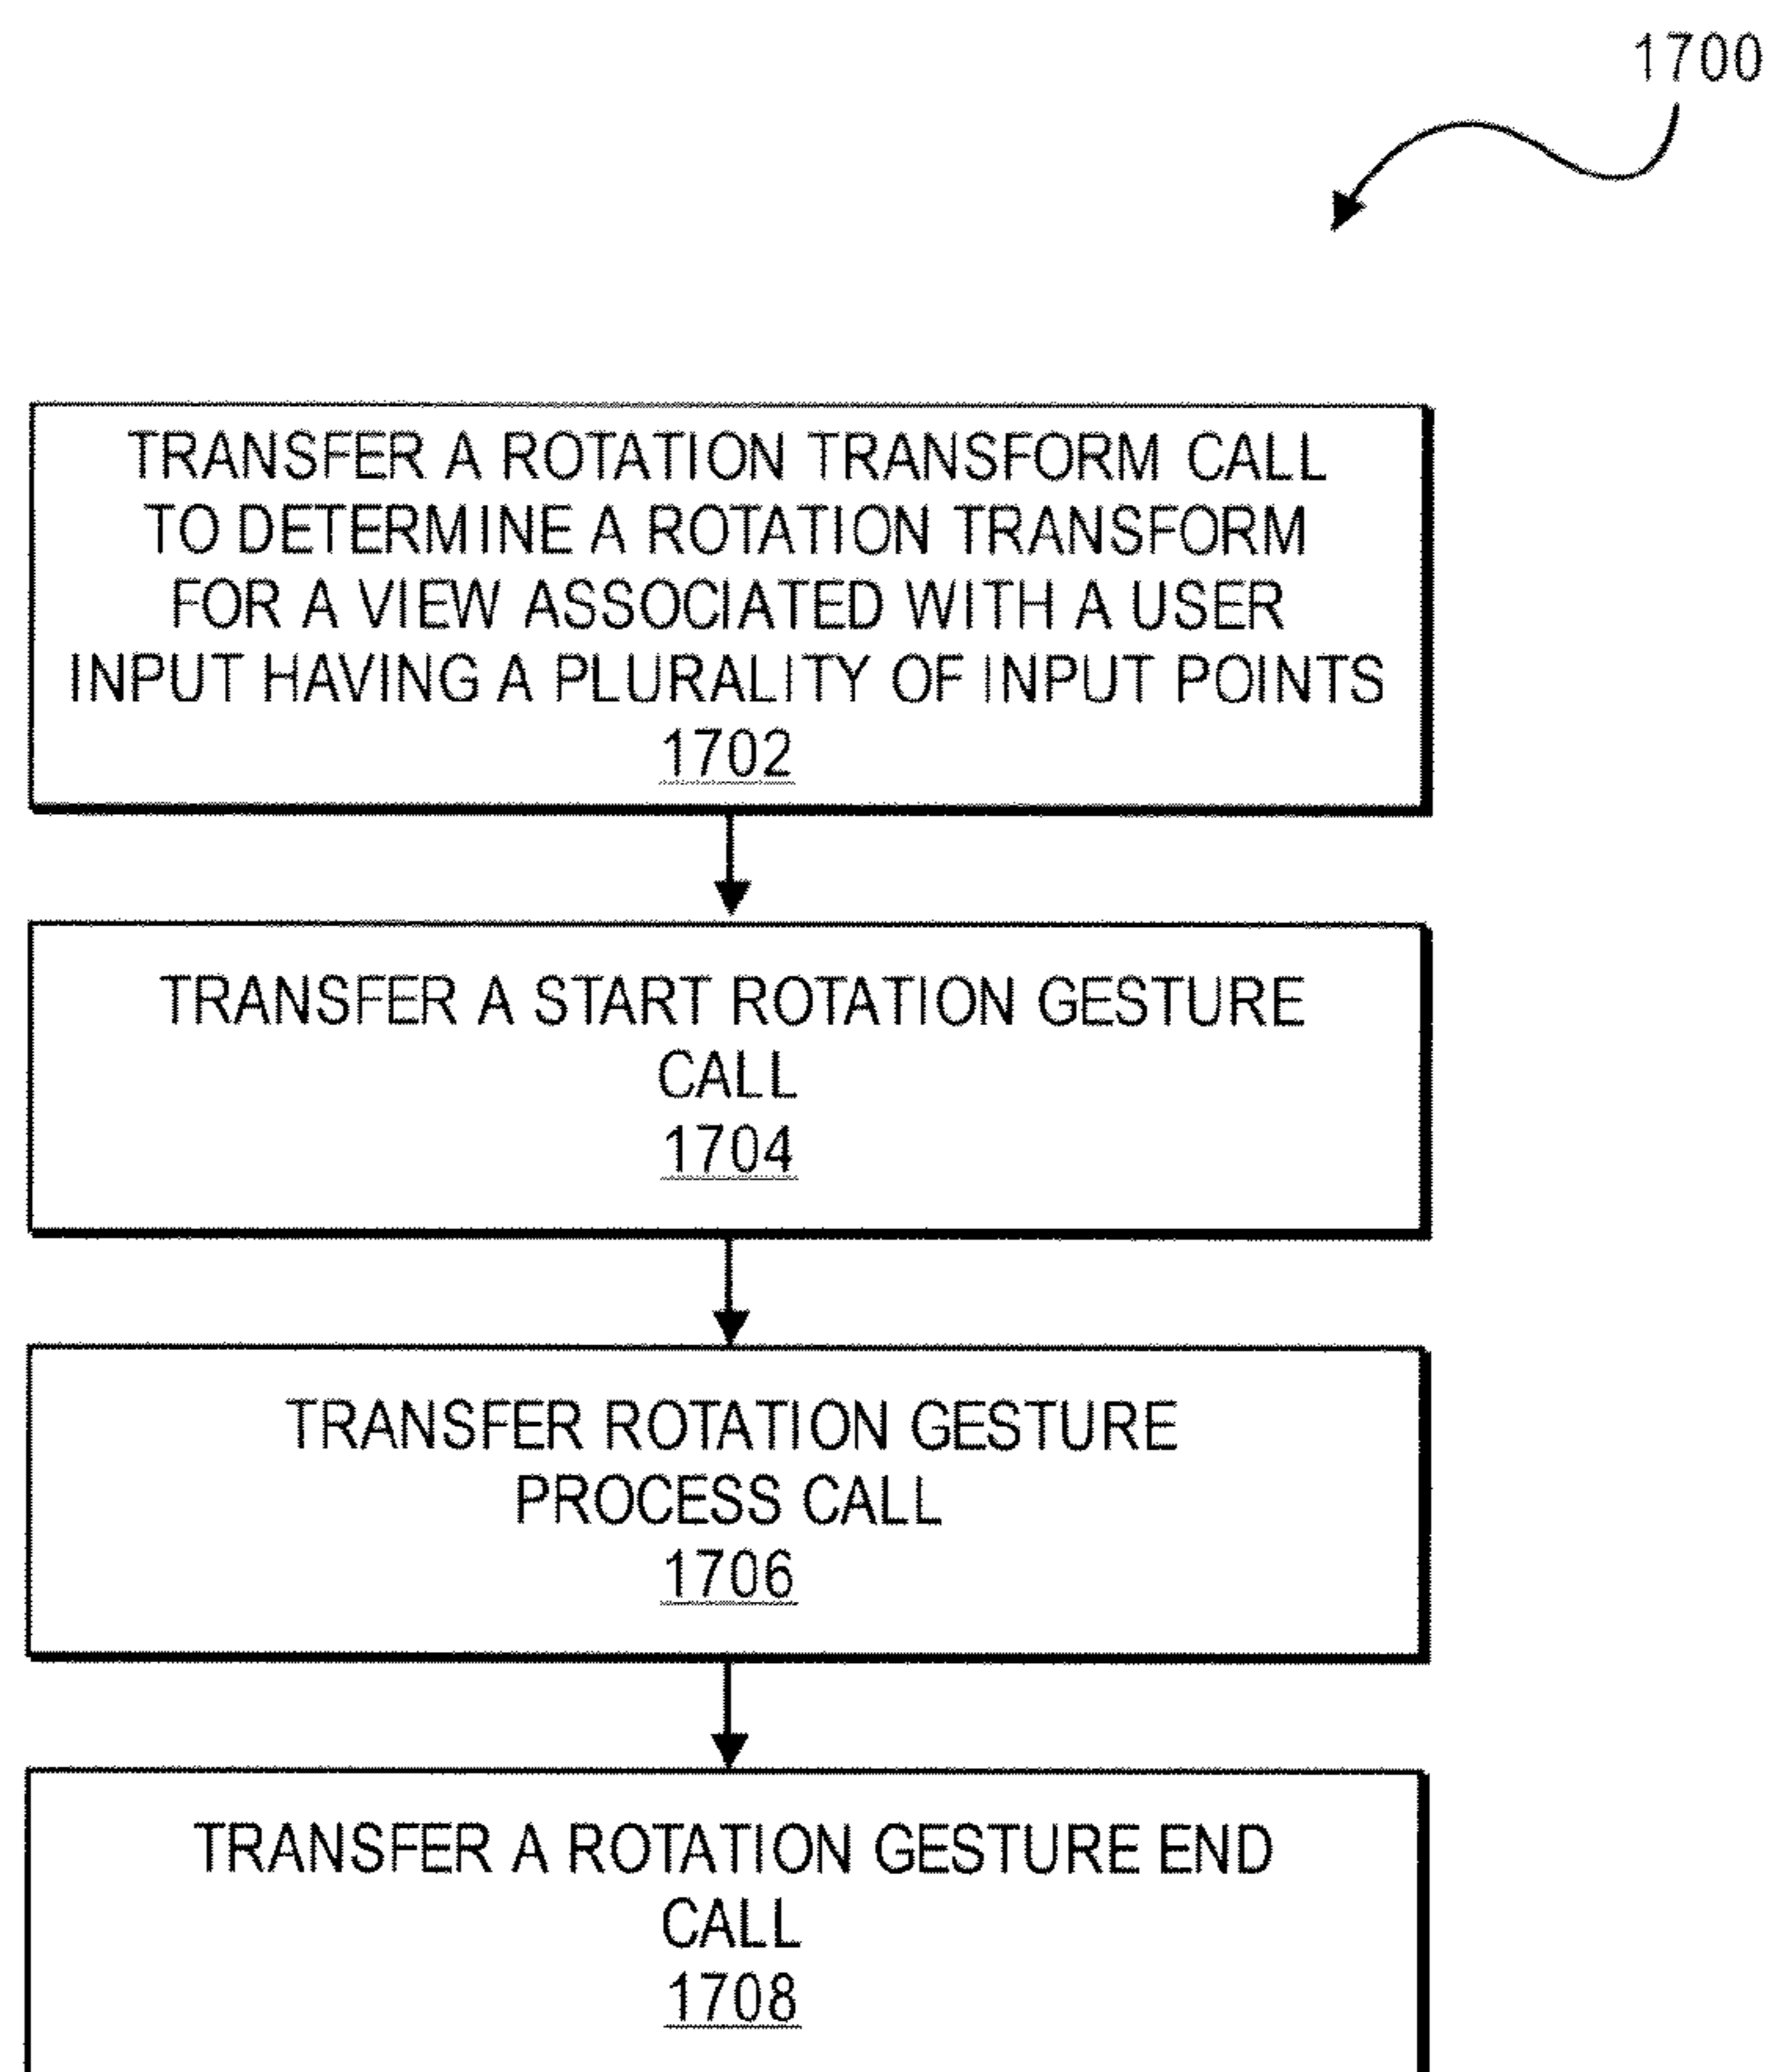 1700
TRANSFER A ROTATION TRANSFORM CALL
TO DETERMINE A ROTATION TRANSFORM
FOR A VIEW ASSOCIATED WITH A USER
INPUT HAVING A PLURALITY OF INPUT POINTS
1702
TRANSFER A START ROTATION GESTURE
CALL
1704
TRANSFER ROTATION GESTURE
PROCESS CALL
1706
TRANSFER A ROTATION GESTURE END
CALL
1708